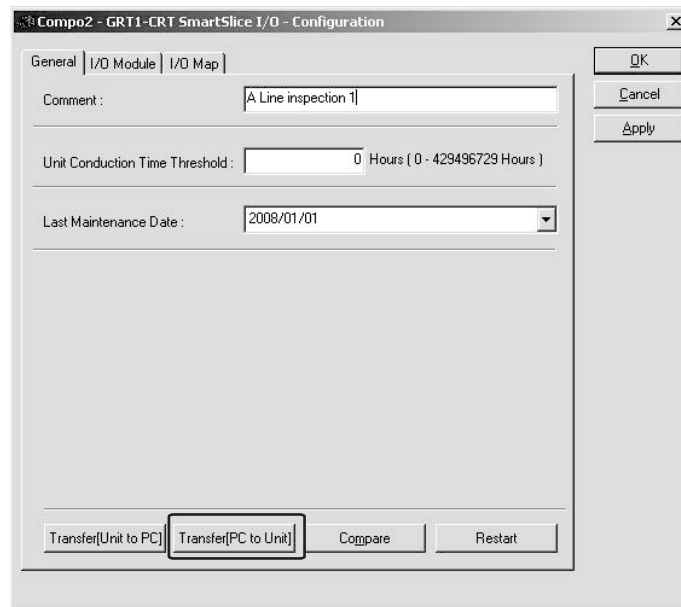 Compo2 - GRT1-CRT SmartSlice I/O - Configuration
General I/O Module I/O Map
OK
Cancel
Apply
Comment :
A Line inspection 1
Unit Conduction Time Threshold :
0 Hours ( 0 - 429496729 Hours )
Last Maintenance Date :
2008/01/01
Transfer[Unit to PC] Transfer[PC to Unit] Compare Restart